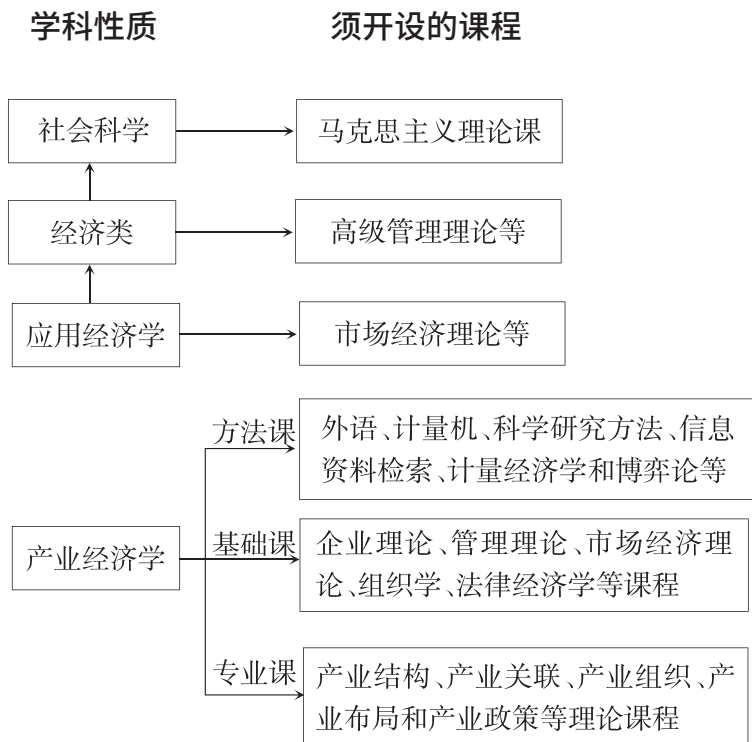 学科性质 须开设的课程
社会科学 马克思主义理论课
经济类 高级管理理论等
应用经济学 市场经济理论等
方法课 外语、计量机、科学研究方法、信息
资料检索、计量经济学和博弈论等
产业经济学 基础课 企业理论、管理理论、市场经济理
论、组织学、法律经济学等课程
专业课 产业结构、产业关联、产业组织、产
业布局和产业政策等理论课程